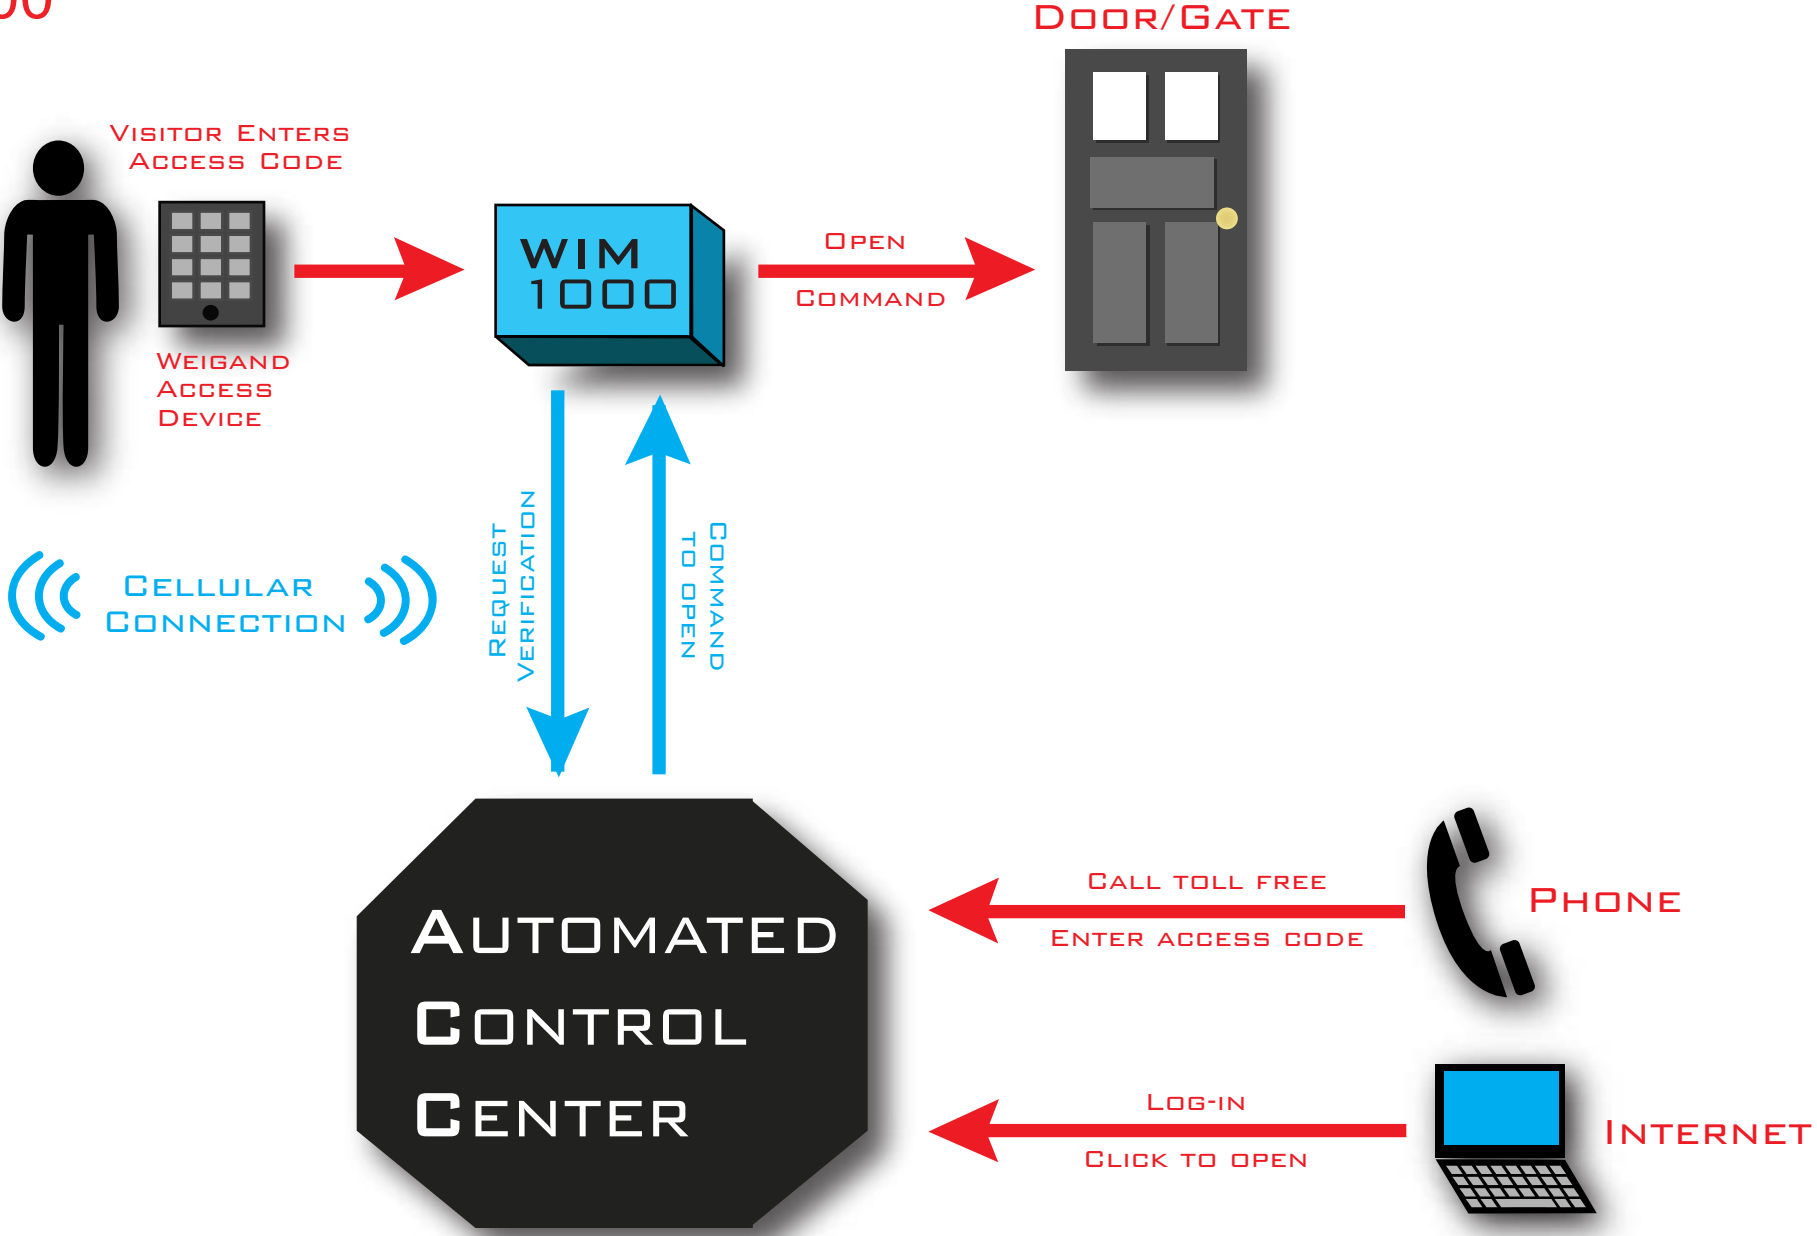 00
DOOR/GATE
VISITOR ENTERS
ACCESS CODE
WIM
1000
OPEN
COMMAND
WEIGAND
ACCESS
DEVICE
CELLULAR
CONNECTION
REQUEST
VERIFICATION
COMMAND
TO OPEN
AUTOMATED
CONTROL
CENTER
CALL TOLL FREE
ENTER ACCESS CODE
PHONE
LOG-IN
CLICK TO OPEN
INTERNET